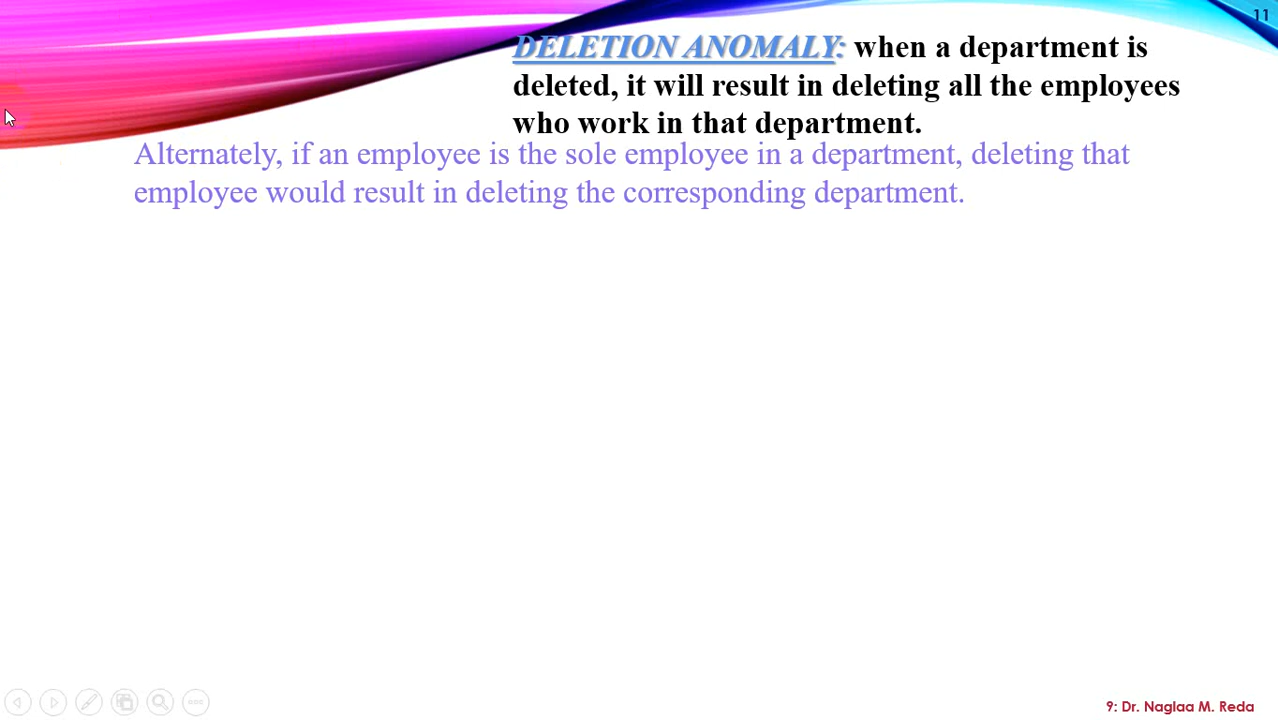 11
DELETION ANOMALY: when a department is
deleted, it will result in deleting all the employees
who work in that department.
Alternately, if an employee is the sole employee in a department, deleting that
employee would result in deleting the corresponding department.
9: Dr. Naglaa M. Reda